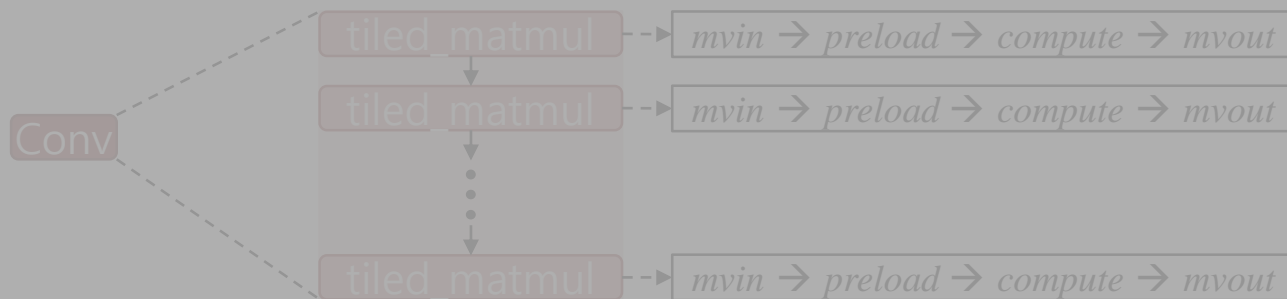 tiled_matmul mvin → preload → compute → mvout
tiled_matmul mvin → preload → compute → mvout
Conv
tiled_matmul mvin → preload → compute → mvout